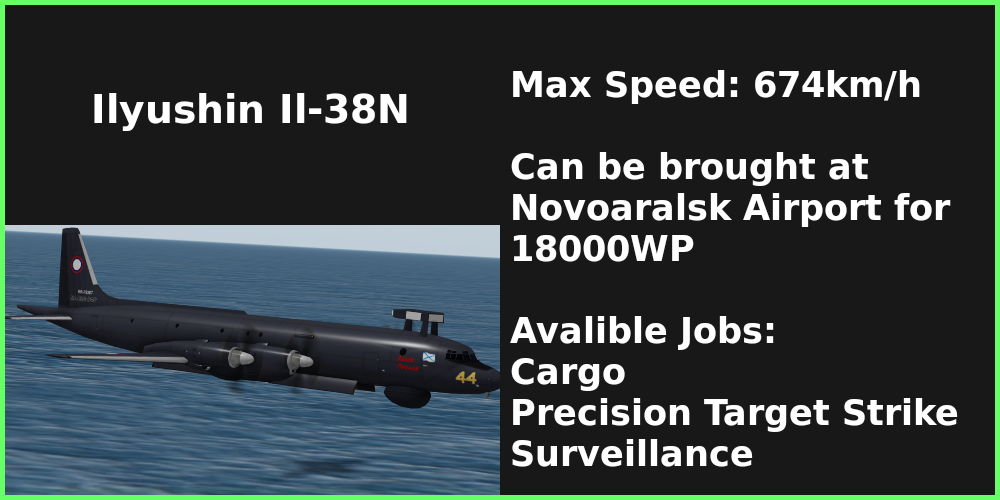 Ilyushin Il-38N
Max Speed: 674km/h
Can be brought at
Novoaralsk Airport for
18000WP
Avalible Jobs:
Cargo
Precision Target Strike
Surveillance
44